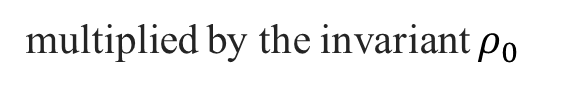 multiplied by the invariant ρ₀